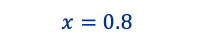 x = 0.8